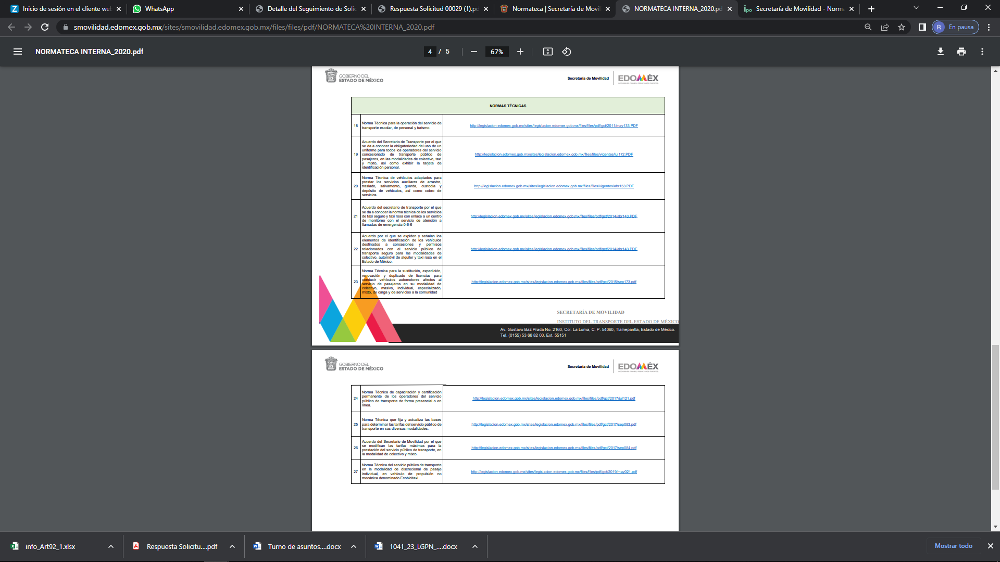 Inicio de sesión en el cliente wel
WhatsApp
Detalle del Seguimiento de Solic
Respuesta Solicitud 00029 (1).pd
Normateca | Secretaría de Movil
NORMATECA INTERNA_2020.pd
Secretaría de Movilidad - Norma
smovilidad.edomex.gob.mx/sites/smovilidad.edomex.gob.mx/files/files/pdf/NORMATECA%20INTERNA_2020.pdf
R En pausa
NORMATECA INTERNA_2020.pdf
4 / 5
67%
GOBIERNO DEL
ESTADO DE MÉXICO
Secretaría de Movilidad
EDOMÉX
NORMAS TÉCNICAS
18
Norma Técnica para la operación del servicio de
transporte escolar, de personal y turismo.
http://legislacion.edomex.gob.mx/sites/legislacion.edomex.gob.mx/files/files/pdf/gct/2011/may133.PDF
19
Acuerdo del Secretario de Transporte por el que
se da a conocer la obligatoriedad del uso de un
uniforme para todos los operadores del servicio
concesionado de transporte público de
pasajeros, en las modalidades de colectivo, taxi
y mixto, así como exhibir la tarjeta de
identificación personal.
http://legislacion.edomex.gob.mx/sites/legislacion.edomex.gob.mx/files/files/vigentes/jul172.PDF
20
Norma Técnica de vehículos adaptados para
prestar los servicios auxiliares de arrastre,
traslado, salvamento, guarda, custodia y
depósito de vehículos, así como cobro de
servicios.
http://legislacion.edomex.gob.mx/sites/legislacion.edomex.gob.mx/files/files/vigentes/abr153.PDF
21
Acuerdo del secretario de transporte por el que
se da a conocer la norma técnica de los servicios
de taxi seguro y taxi rosa con enlace a un centro
de monitoreo con el servicio de atención a
llamadas de emergencia 0-6-6
http://legislacion.edomex.gob.mx/sites/legislacion.edomex.gob.mx/files/files/pdf/gct/2014/abr143.PDF
22
Acuerdo por el que se expiden y señalan los
elementos de identificación de los vehículos
destinados a concesiones y permisos
relacionados con el servicio público de
transporte seguro para las modalidades de
colectivo, automóvil de alquiler y taxi rosa en el
Estado de México.
http://legislacion.edomex.gob.mx/sites/legislacion.edomex.gob.mx/files/files/pdf/gct/2014/abr143.PDF
23
Norma Técnica para la sustitución, expedición,
renovación y duplicado de licencias para
conducir vehículos automotores afectos al
servicio de pasajeros en su modalidad de
colectivo, masivo, individual, especializado,
mixto, de carga y de servicios a la comunidad
http://legislacion.edomex.gob.mx/sites/legislacion.edomex.gob.mx/files/files/pdf/gct/2015/sep173.pdf
SECRETARÍA DE MOVILIDAD
INSTITUTO DEL TRANSPORTE DEL ESTADO DE MÉXICO
Av. Gustavo Baz Prada No. 2160, Col. La Loma, C. P. 54060, Tlalnepantla, Estado de México.
Tel. (0155) 53 66 82 00, Ext. 55151
GOBIERNO DEL
ESTADO DE MÉXICO
Secretaría de Movilidad
EDOMÉX
24
Norma Técnica de capacitación y certificación
permanente de los operadores del servicio
público de transporte de forma presencial o en
línea.
http://legislacion.edomex.gob.mx/sites/legislacion.edomex.gob.mx/files/files/pdf/gct/2017/jul121.pdf
25
Norma Técnica que fija y actualiza las bases
para determinar las tarifas del servicio público de
transporte en sus diversas modalidades.
http://legislacion.edomex.gob.mx/sites/legislacion.edomex.gob.mx/files/files/pdf/gct/2017/sep083.pdf
26
Acuerdo del Secretario de Movilidad por el que
se modifican las tarifas máximas para la
prestación del servicio público de transporte, en
la modalidad de colectivo y mixto.
http://legislacion.edomex.gob.mx/sites/legislacion.edomex.gob.mx/files/files/pdf/gct/2017/sep084.pdf
27
Norma Técnica del servicio público de transporte
en la modalidad de discrecional de pasaje
individual, en vehículo de propulsión no
mecánica denominado Ecobicitaxi.
http://legislacion.edomex.gob.mx/sites/legislacion.edomex.gob.mx/files/files/pdf/gct/2019/may021.pdf
info_Art92_1.xlsx
Respuesta Solicitu....pdf
Turno de asuntos....docx
1041_23_LGPN_....docx
Mostrar todo